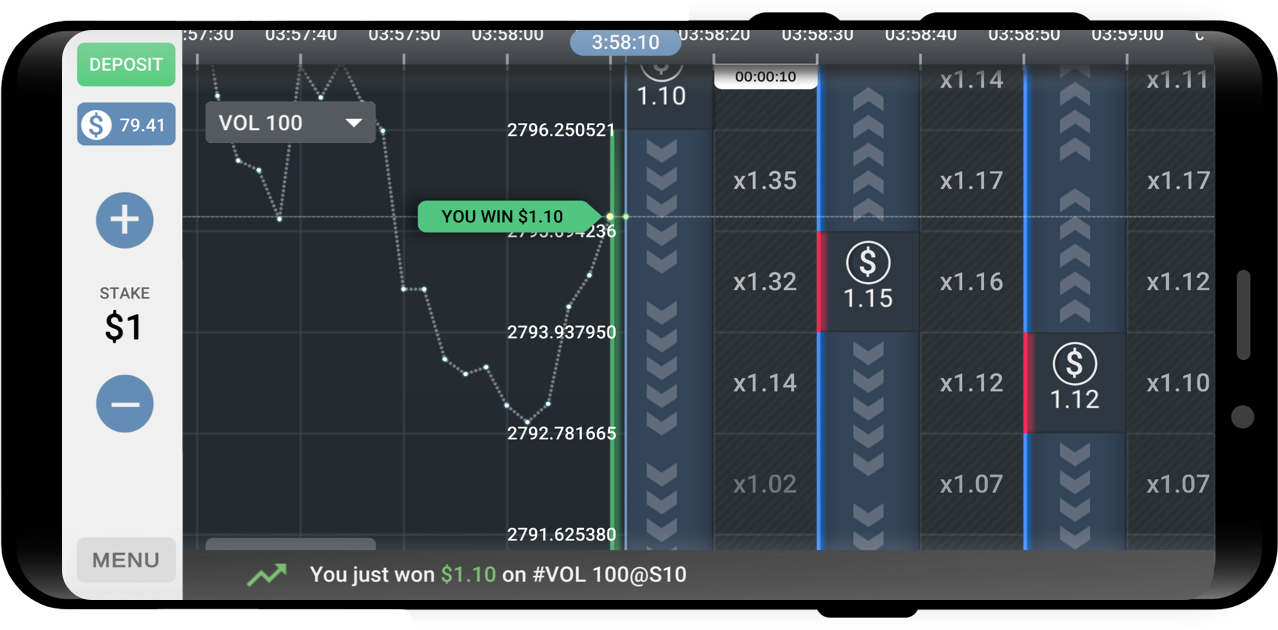 :57:30 03:57:40 03:57:50 03:58:00 3:58:10 03:58:20 03:58:30 03:58:40 03:58:50 03:59:00
DEPOSIT
$ 79.41
VOL 100
+
STAKE
$1
−
MENU
2796.250521
YOU WIN $1.10
2793.937950
2792.781665
2791.625380
$
1.10
00:00:10
x1.14 x1.11
x1.35 x1.17 x1.17
x1.32 $ x1.16 x1.12
1.15
x1.14 x1.12 $ x1.10
1.12
x1.02 x1.07 x1.07
You just won $1.10 on #VOL 100@S10